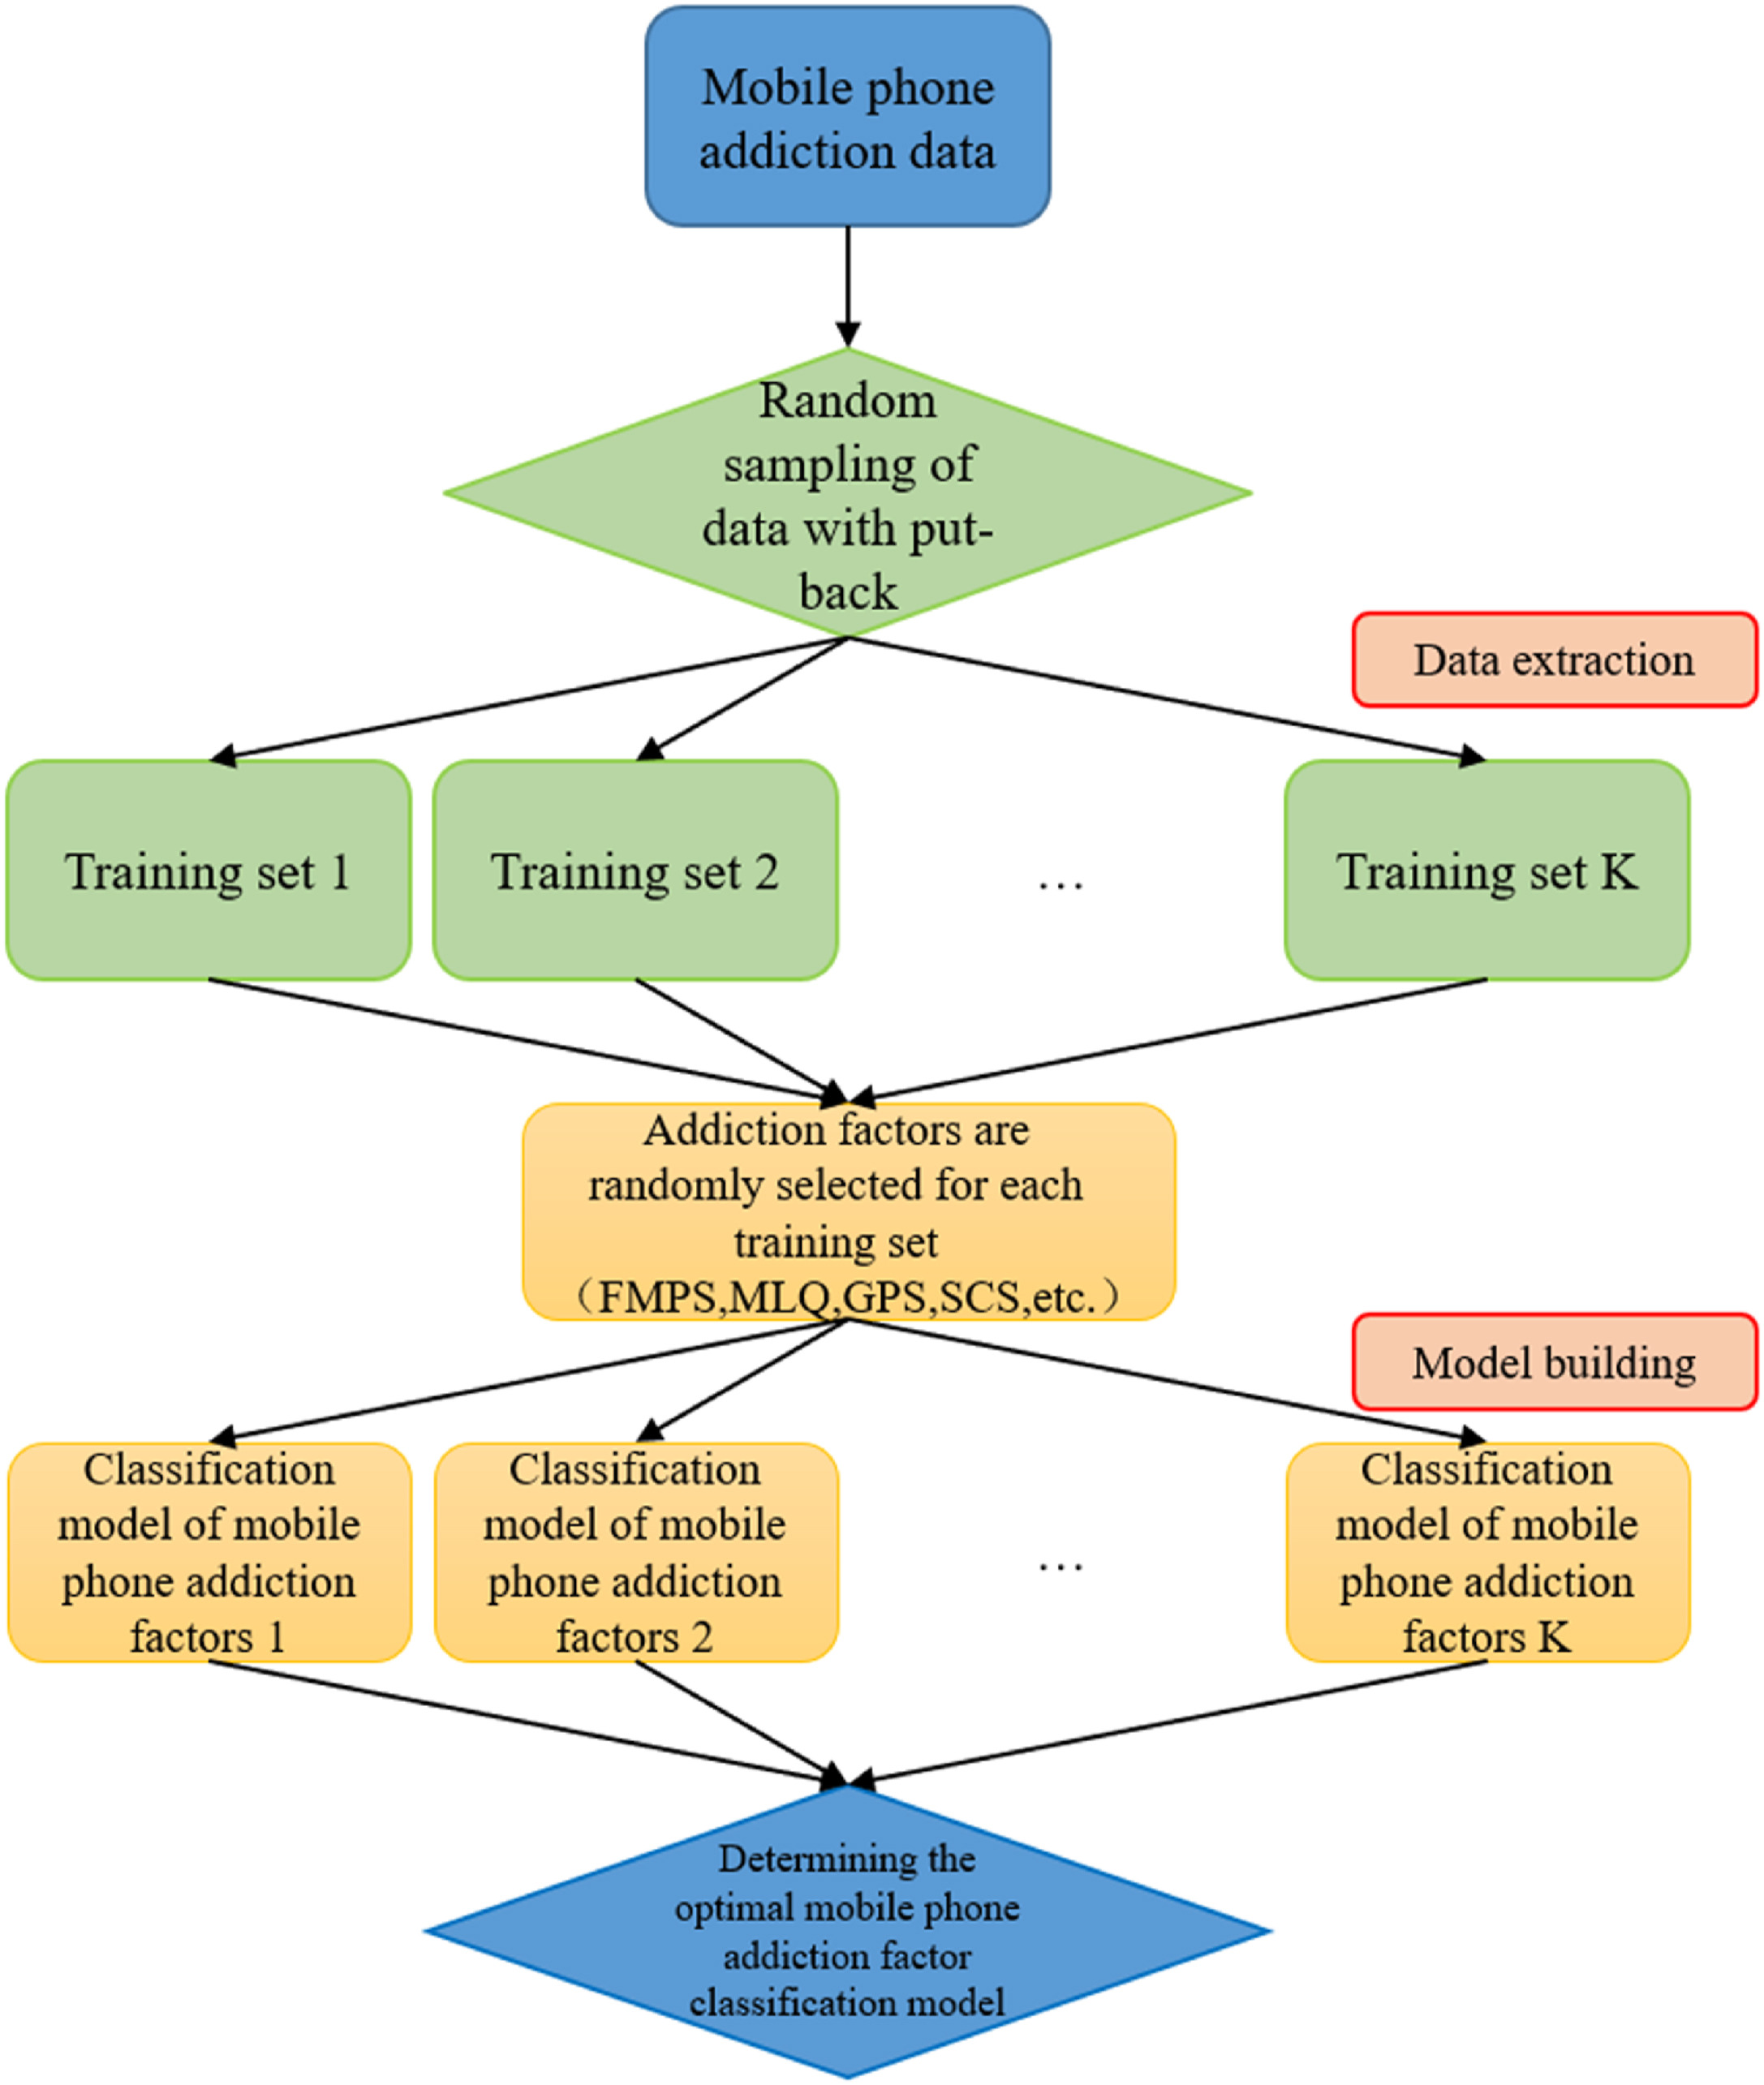 Mobile phone
addiction data
Random
sampling of
data with put-
back
Data extraction
Training set 1
Training set 2
…
Training set K
Addiction factors are
randomly selected for each
training set
（FMPS,MLQ,GPS,SCS,etc.）
Model building
Classification
model of mobile
phone addiction
factors 1
Classification
model of mobile
phone addiction
factors 2
…
Classification
model of mobile
phone addiction
factors K
Determining the
optimal mobile phone
addiction factor
classification model